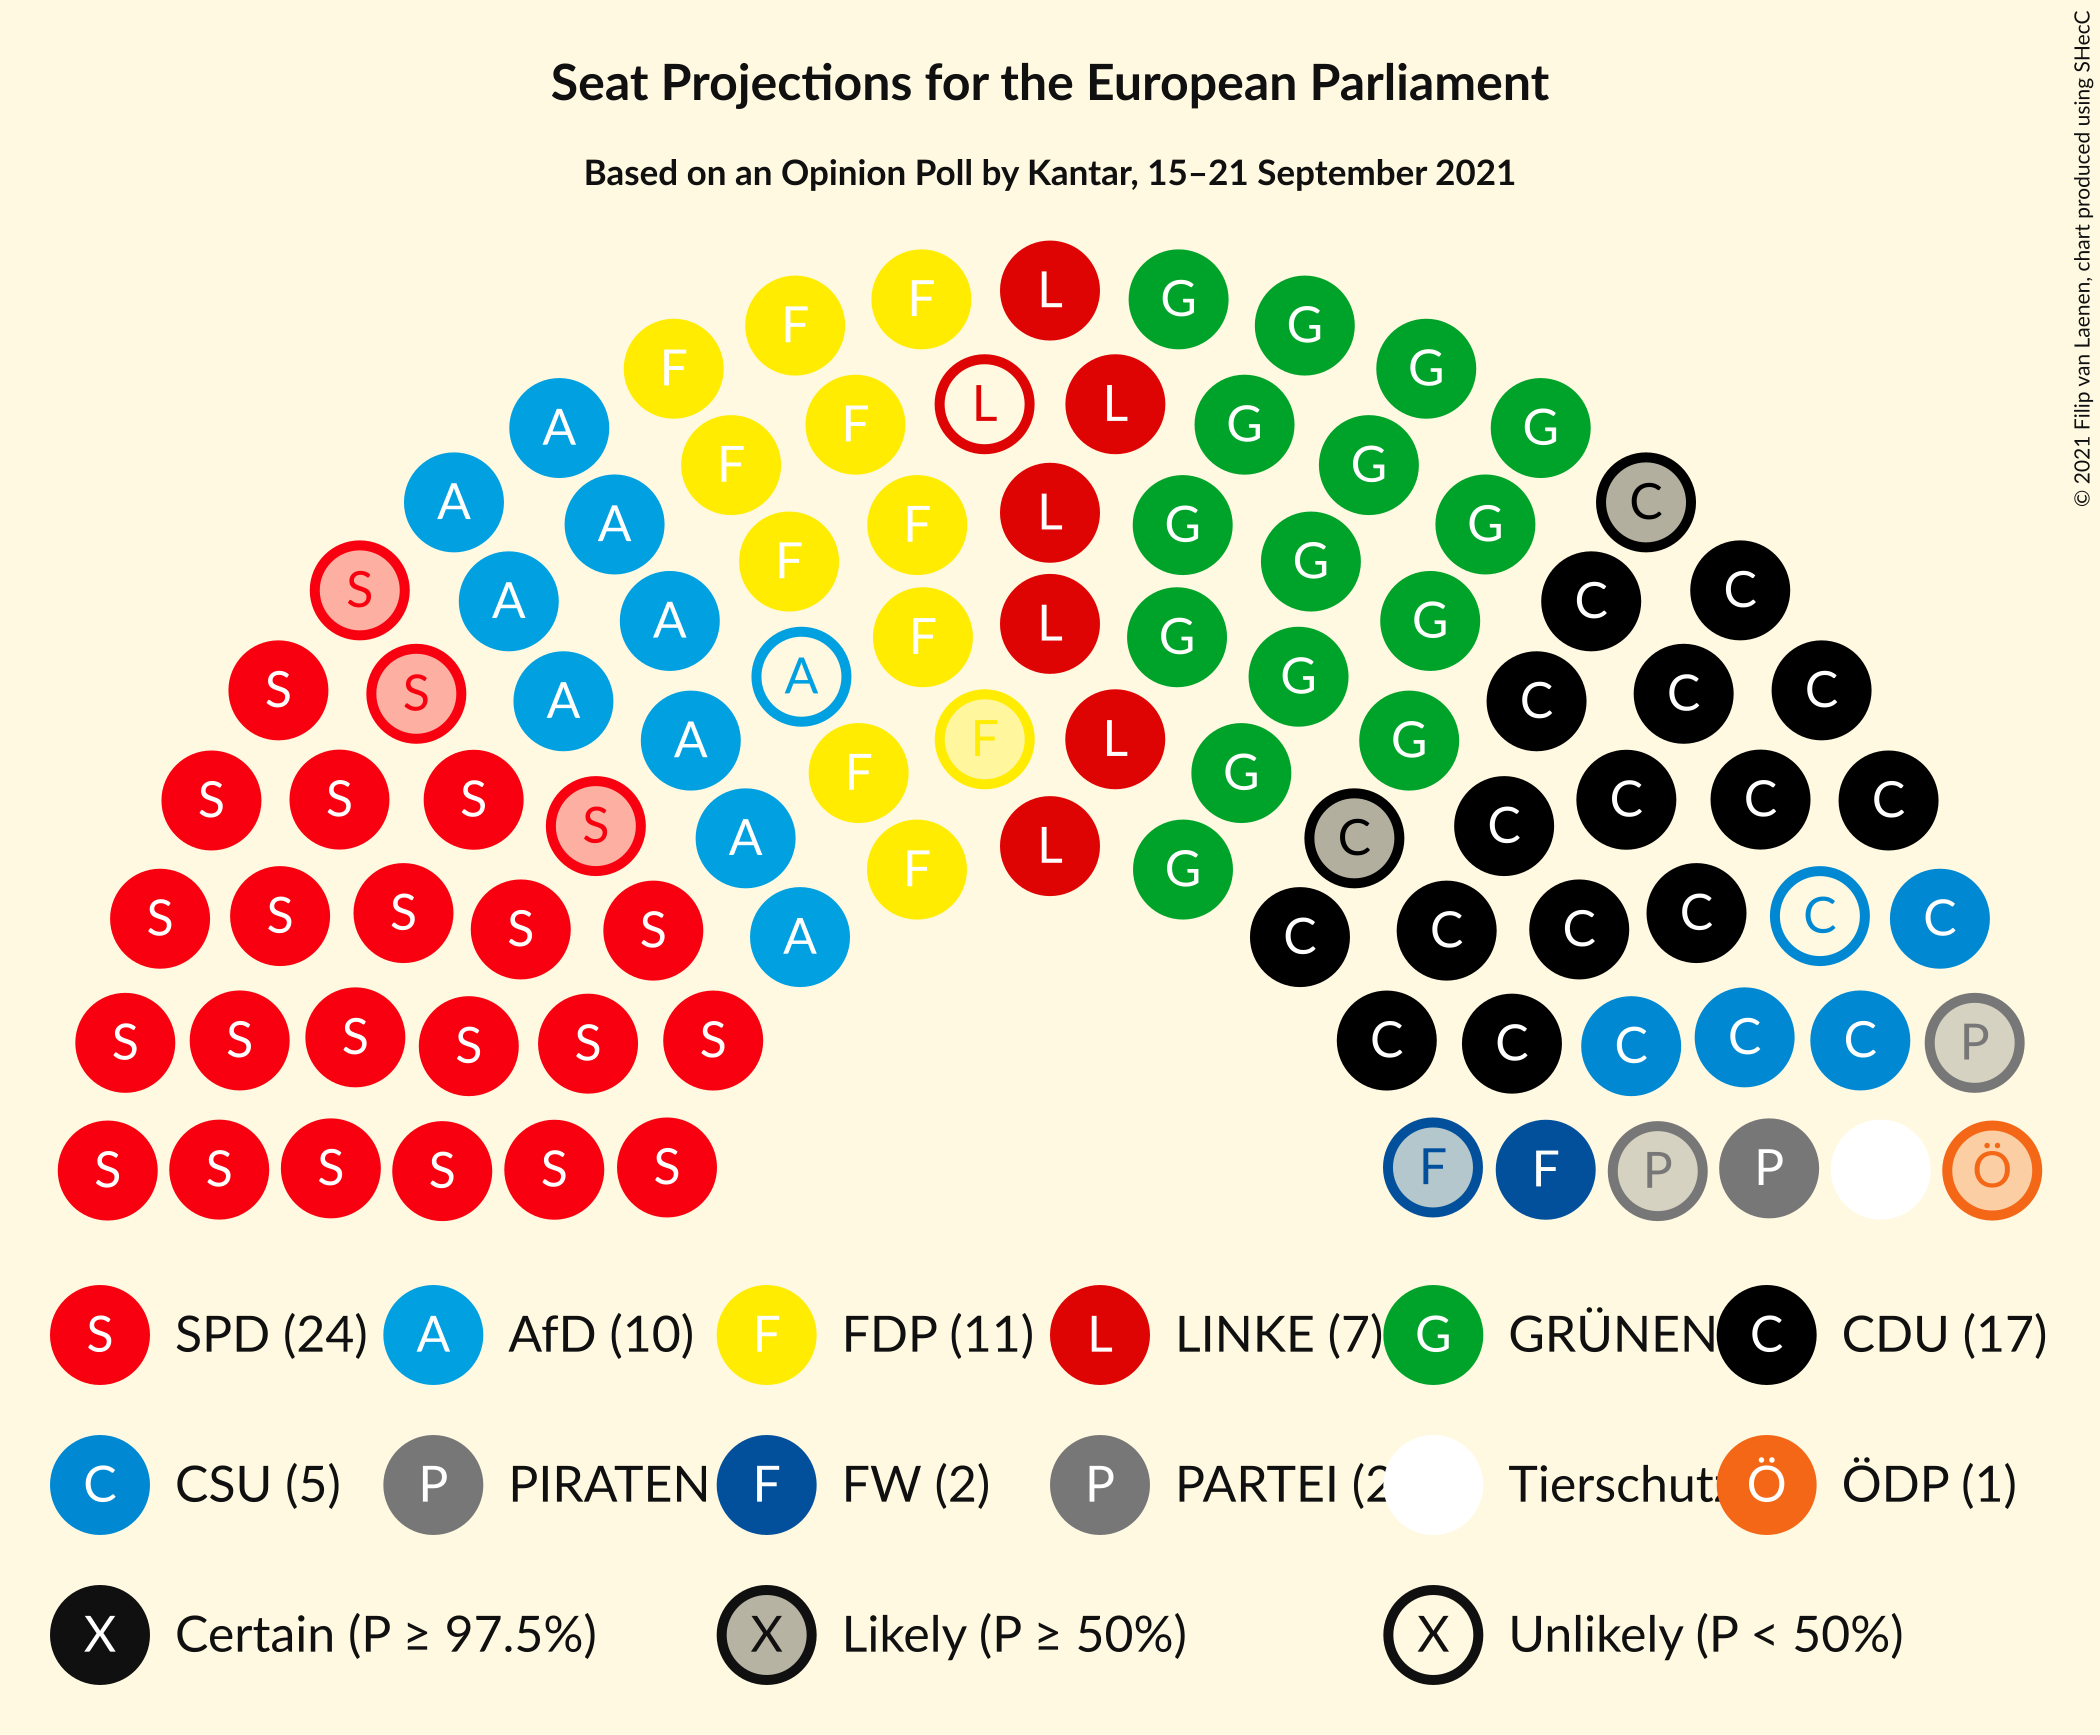 Seat Projections for the European Parliament
Based on an Opinion Poll by Kantar, 15–21 September 2021
© 2021 Filip van Laenen, chart produced using SHecC
F F L G G
F G
F L L G G
A F G G C
A A F F L G G G C C
S A A F F L G G G C C C
S S A A A F F L G G C C C
S S S S A F F L G G C C C C C
S S S S S A F L G C C C C C C
S S S S S S A C C C C C C P
S S S S S S F F P P Ö
S SPD (24) A AfD (10) F FDP (11) L LINKE (7) G GRÜNEN C CDU (17)
C CSU (5) P PIRATEN F FW (2) P PARTEI (2 Tierschutz Ö ÖDP (1)
X Certain (P ≥ 97.5%) X Likely (P ≥ 50%) X Unlikely (P < 50%)